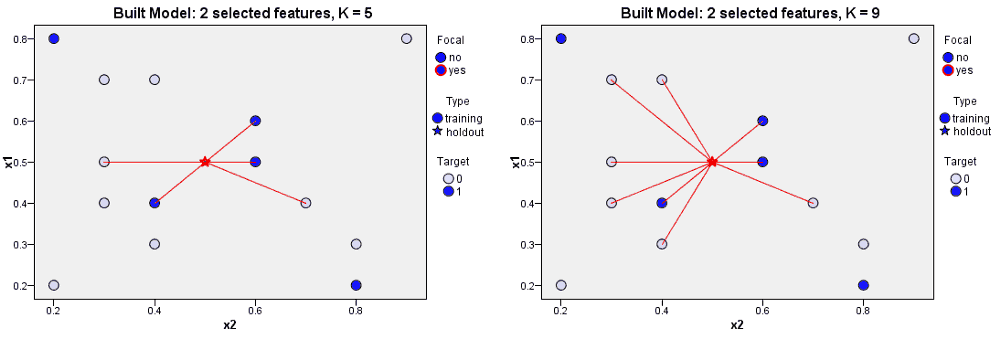 Built Model: 2 selected features, K = 5
0.8
0.7
0.6
0.5
0.4
0.3
0.2
x1
0.2
0.4
0.6
0.8
x2
Focal
no
yes
Type
training
holdout
Target
0
1
Built Model: 2 selected features, K = 9
0.8
0.7
0.6
0.5
0.4
0.3
0.2
x1
0.2
0.4
0.6
0.8
x2
Focal
no
yes
Type
training
holdout
Target
0
1